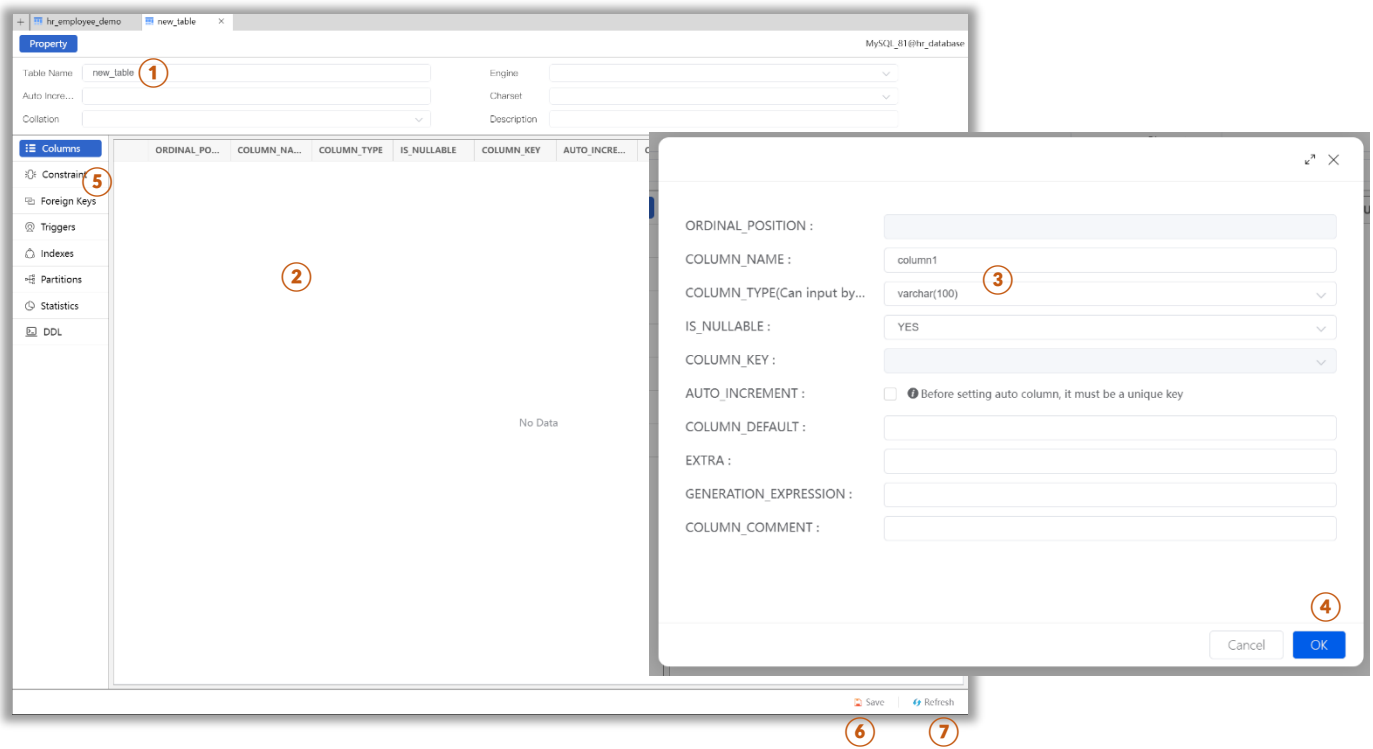 + hr_employee_demo new_table ×
Property MySQL_81@hr_database
Table Name new_table 1 Engine
Auto Incre... Charset
Collation Description
Columns ORDINAL_PO... COLUMN_NA... COLUMN_TYPE IS_NULLABLE COLUMN_KEY AUTO_INCRE...
Constraint 5
Foreign Keys
Triggers
Indexes
Partitions
Statistics
DDL
2
No Data
ORDINAL_POSITION :
COLUMN_NAME : column1
3
COLUMN_TYPE(Can input by... varchar(100)
IS_NULLABLE : YES
COLUMN_KEY :
AUTO_INCREMENT : Before setting auto column, it must be a unique key
COLUMN_DEFAULT :
EXTRA :
GENERATION_EXPRESSION :
COLUMN_COMMENT :
4
Cancel OK
Save Refresh
6 7